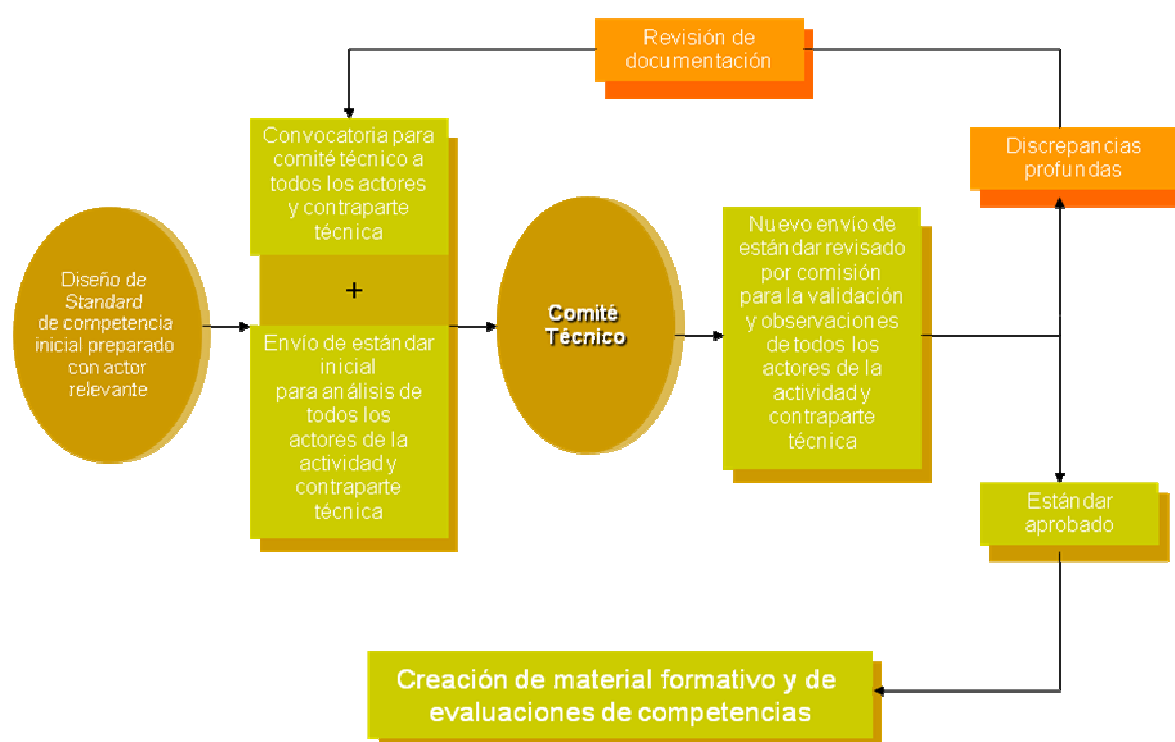 Revisión de
documentación
Convocatoria para
comité técnico a
todos los actores
y contraparte
técnica
Discrepancias
profundas
Diseño de
Standard
de competencia
inicial preparado
con actor
relevante
+
Envío de estándar
inicial
para análisis de
todos los
actores de la
actividad y
contraparte
técnica
Comité
Técnico
Nuevo envío de
estándar revisado
por comisión
para la validación
y observaciones
de todos los
actores de la
actividad y
contraparte
técnica
Estándar
aprobado
Creación de material formativo y de
evaluaciones de competencias